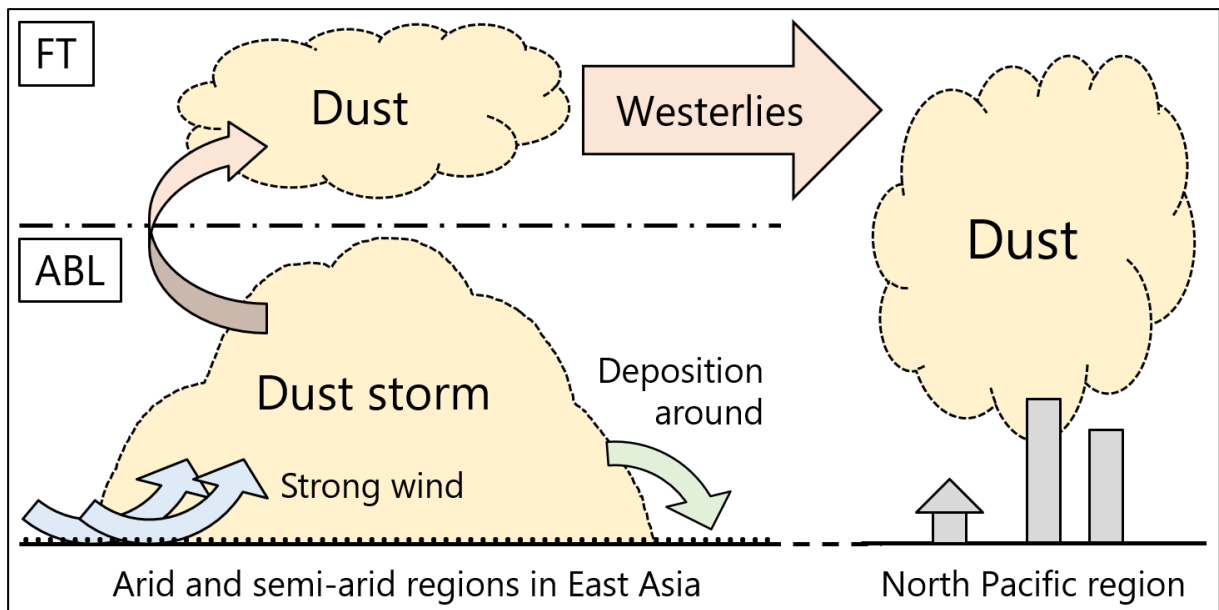 FT
Dust
Westerlies
Dust
ABL
Dust storm
Deposition
around
Strong wind
Arid and semi-arid regions in East Asia
North Pacific region